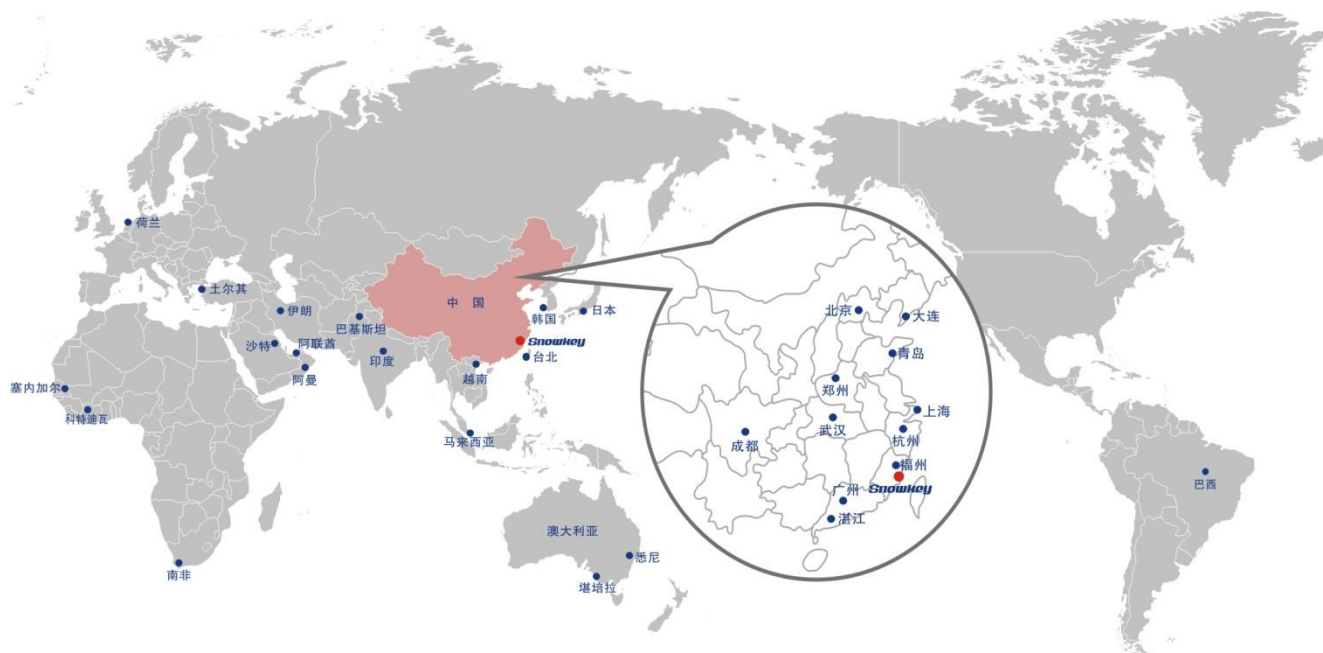 荷兰
土尔其
伊朗
巴基斯坦
中国
韩国
日本
Snowkey
台北
沙特
阿联酋
阿曼
印度
越南
塞内加尔
科特迪瓦
马来西亚
南非
澳大利亚
悉尼
堪培拉
巴西
北京
大连
青岛
郑州
上海
武汉
杭州
成都
福州
Snowkey
广州
湛江